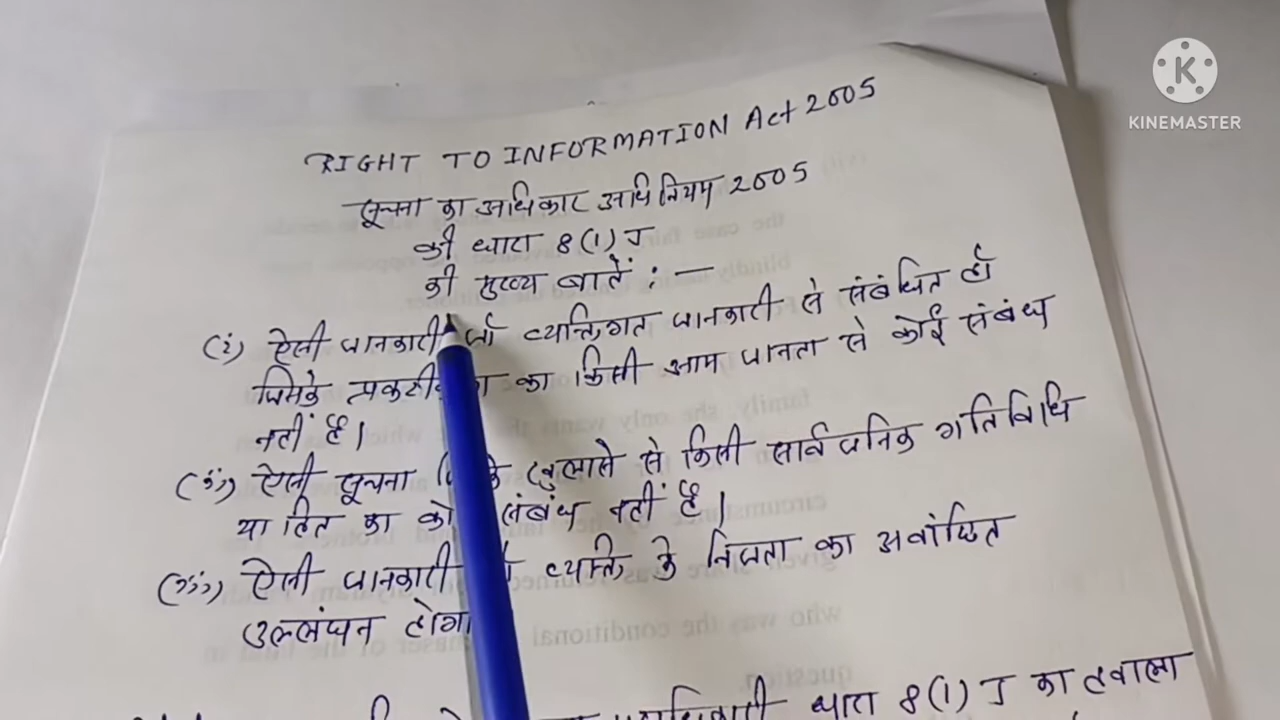 RIGHT TO INFORMATION Act 2005
सूचना का अधिकार अधिनियम 2005
की धारा 8(1) J
की मुख्य बातें : —
(i) ऐसी जानकारी जो व्यक्तिगत जानकारी से संबंधित हो
जिसके का किसी आम जनता से कोई संबंध
नहीं है।
(ii) ऐसी सूचना खुलासे से किसी सार्वजनिक गतिविधि
या हित का संबंध नहीं है।
(iii) ऐसी जानकारी व्यक्ति के निजता का अवांछित
उल्लंघन होगा
धारा 8(1) J का हवाला
K
KINEMASTER